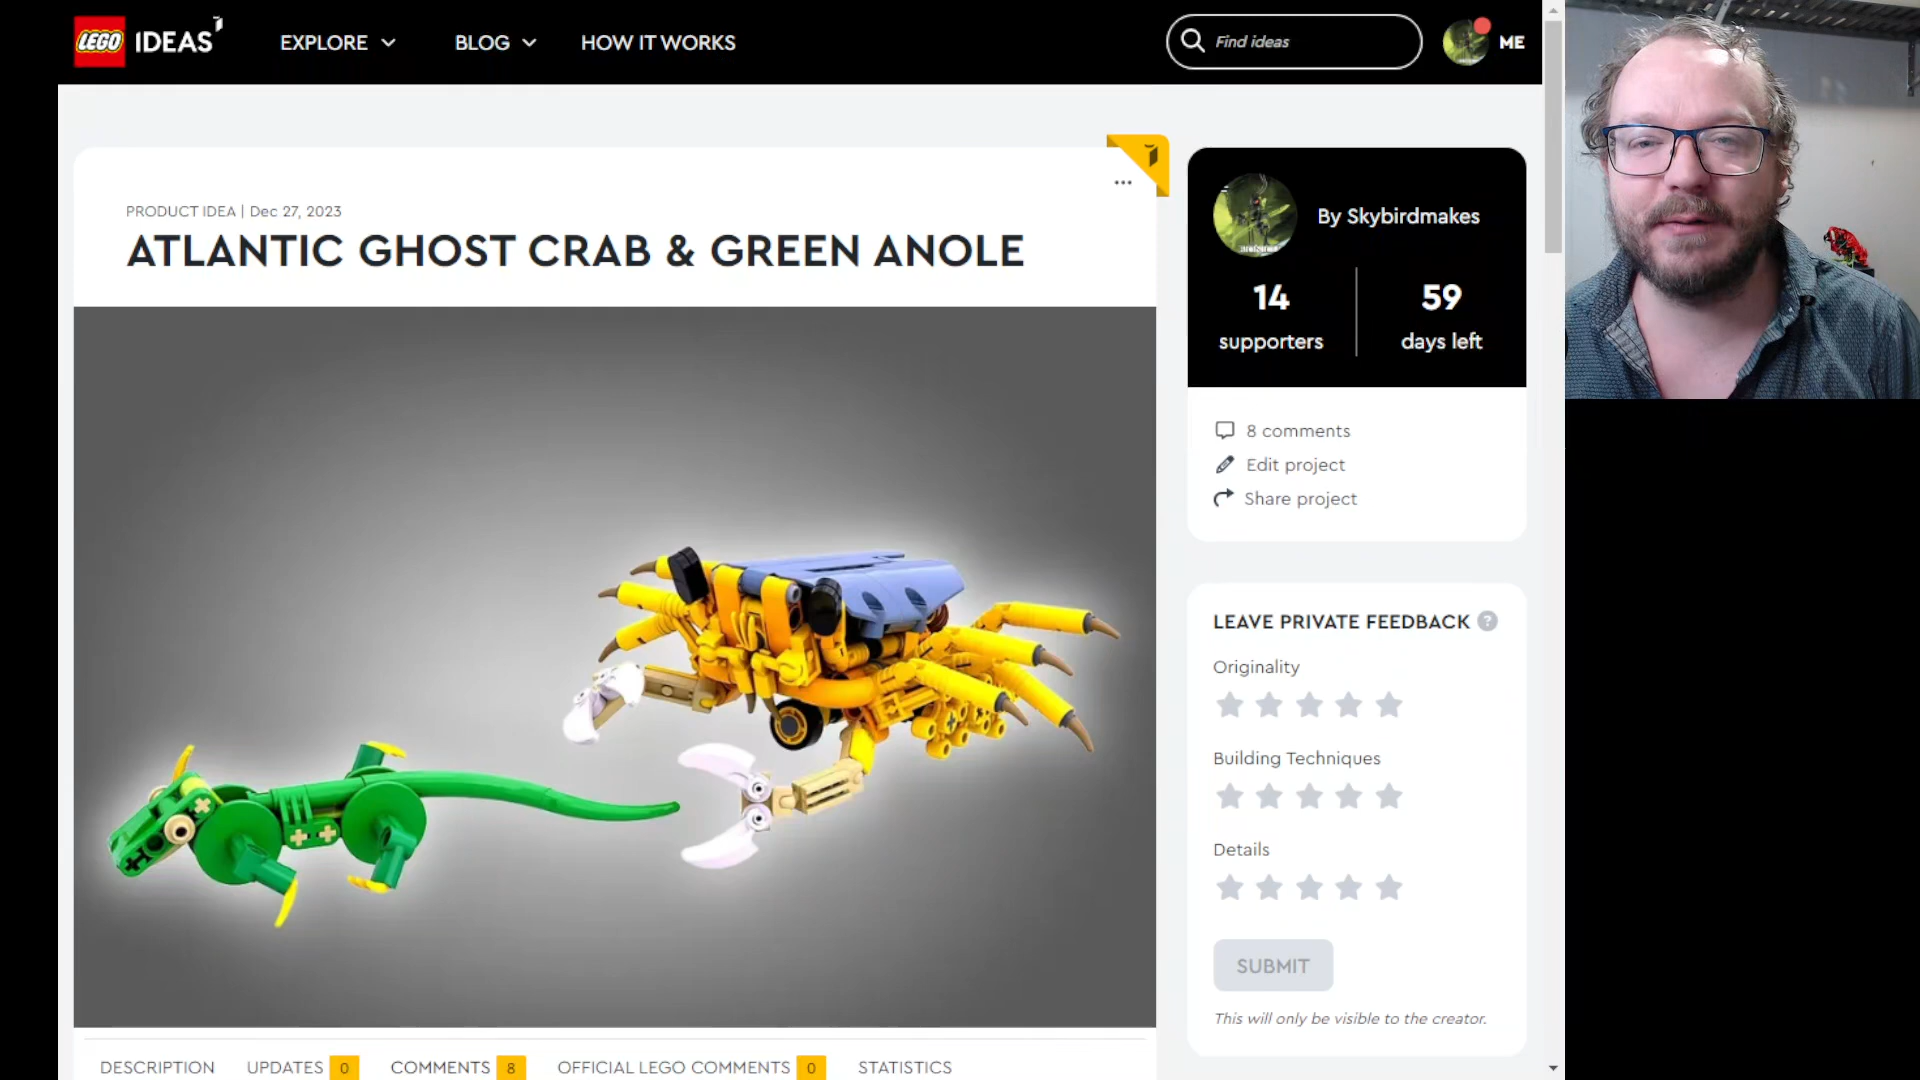 LEGO IDEAS
EXPLORE
BLOG
HOW IT WORKS
Find ideas
ME
PRODUCT IDEA | Dec 27, 2023
ATLANTIC GHOST CRAB & GREEN ANOLE
By Skybirdmakes
14
supporters
59
days left
8 comments
Edit project
Share project
LEAVE PRIVATE FEEDBACK ?
Originality
Building Techniques
Details
SUBMIT
This will only be visible to the creator.
DESCRIPTION UPDATES 0 COMMENTS 8 OFFICIAL LEGO COMMENTS 0 STATISTICS